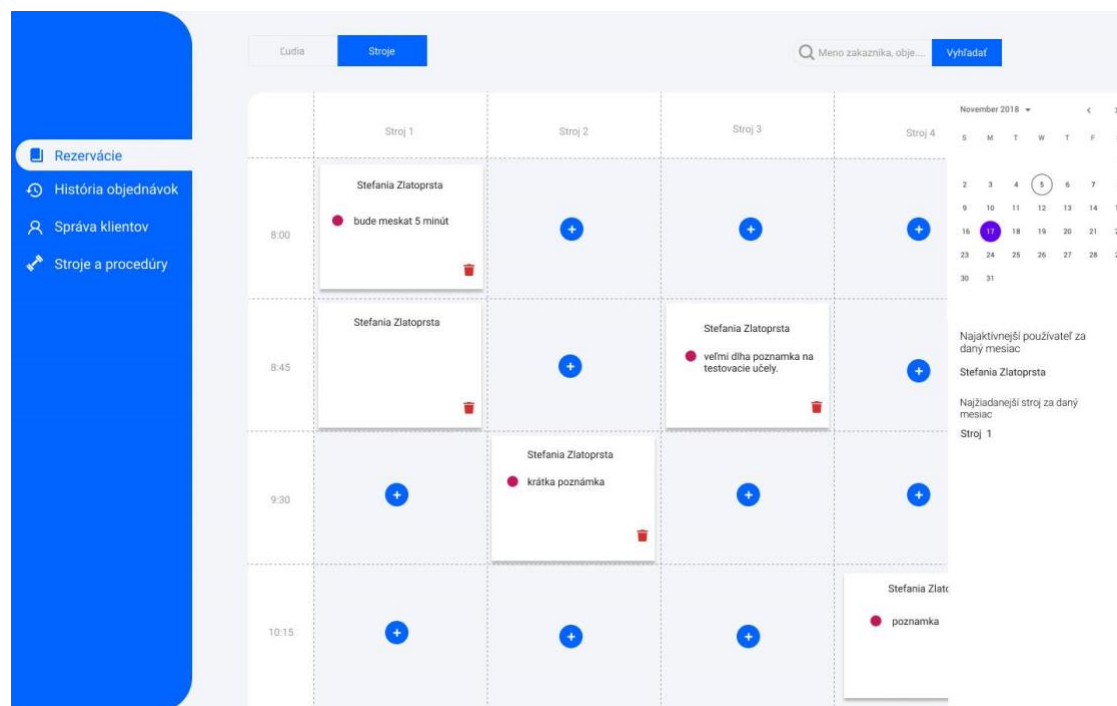 Ľudia
Stroje
Meno zakazníka, obje....
Vyhľadať
Rezervácie
História objednávok
Správa klientov
Stroje a procedúry
Stroj 1
Stroj 2
Stroj 3
Stroj 4
8:00
Stefania Zlatoprsta
bude meskat 5 minút
8:45
Stefania Zlatoprsta
Stefania Zlatoprsta
veľmi dlha poznamka na
testovacie učely.
9:30
Stefania Zlatoprsta
krátka poznámka
10:15
Stefania Zlato
poznamka
November 2018
S M T W T F
2 3 4 5 6 7
9 10 11 12 13 14
16 17 18 19 20 21
23 24 25 26 27 28
30 31
Najaktívnejší používateľ za
daný mesiac
Stefania Zlatoprsta
Najžiadanejší stroj za daný
mesiac
Stroj 1